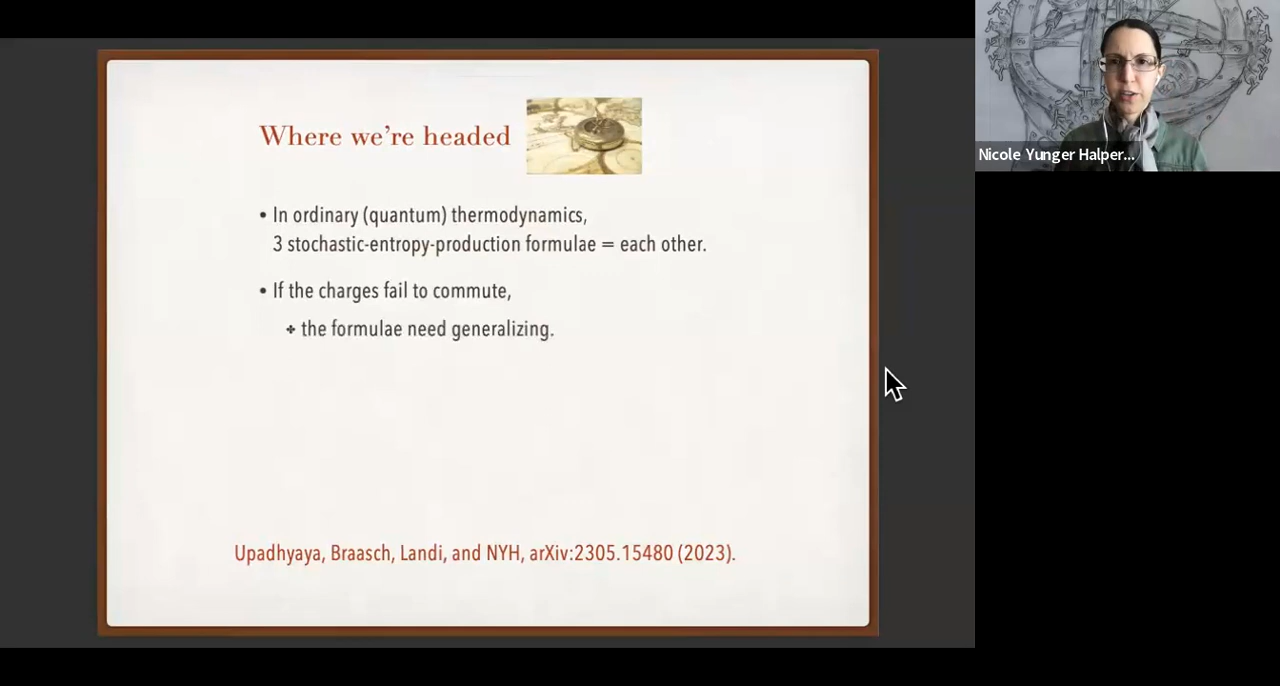 Where we're headed
• In ordinary (quantum) thermodynamics,
3 stochastic-entropy-production formulae = each other.
• If the charges fail to commute,
✤ the formulae need generalizing.
Upadhyaya, Braasch, Landi, and NYH, arXiv:2305.15480 (2023).
Nicole Yunger Halper...